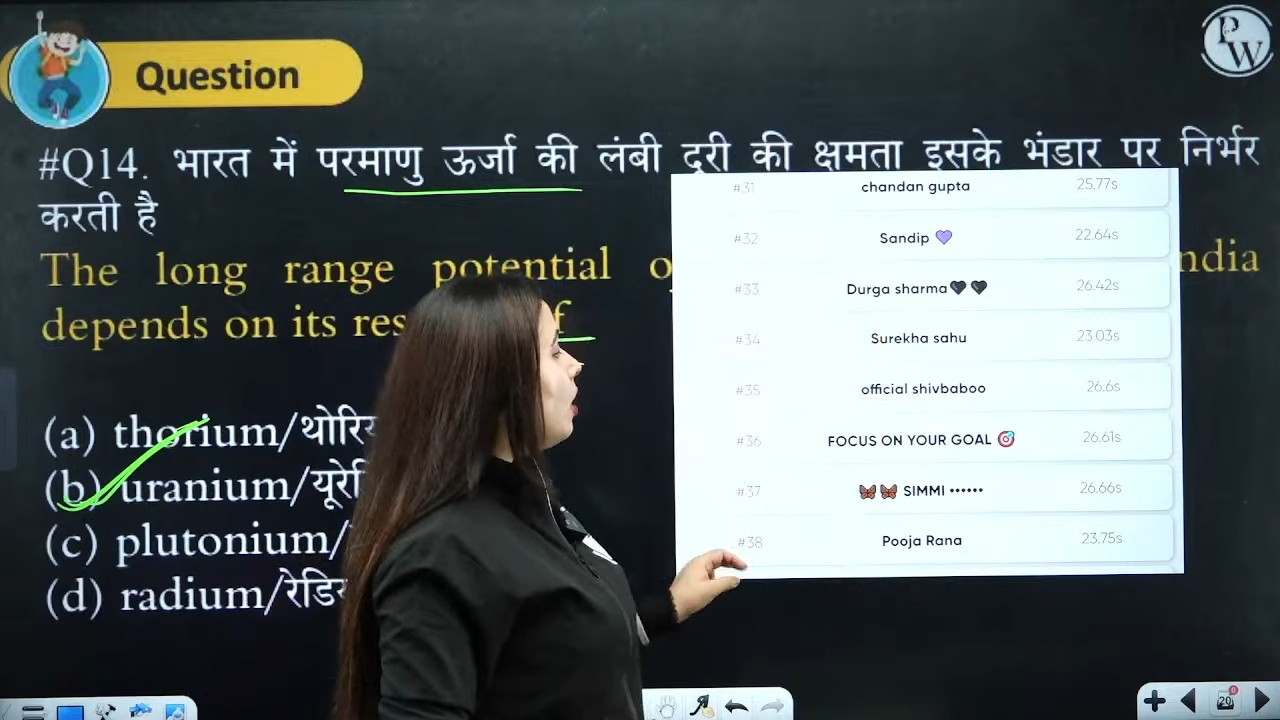 Question
PW
#Q14. भारत में परमाणु ऊर्जा की लंबी दूरी की क्षमता इसके भंडार पर निर्भर
करती है
The long range potential
depends on its
(a) thorium/
(b) uranium/
(c) plutonium/
(d) radium/
#31 chandan gupta 25.77s
#32 Sandip 💜 22.64s
#33 Durga sharma🖤🖤 26.42s
#34 Surekha sahu 23.03s
#35 official shivbaboo 26.6s
#36 FOCUS ON YOUR GOAL 🎯 26.61s
#37 🦋 🦋 SIMMI •••••• 26.66s
#38 Pooja Rana 23.75s
20
0